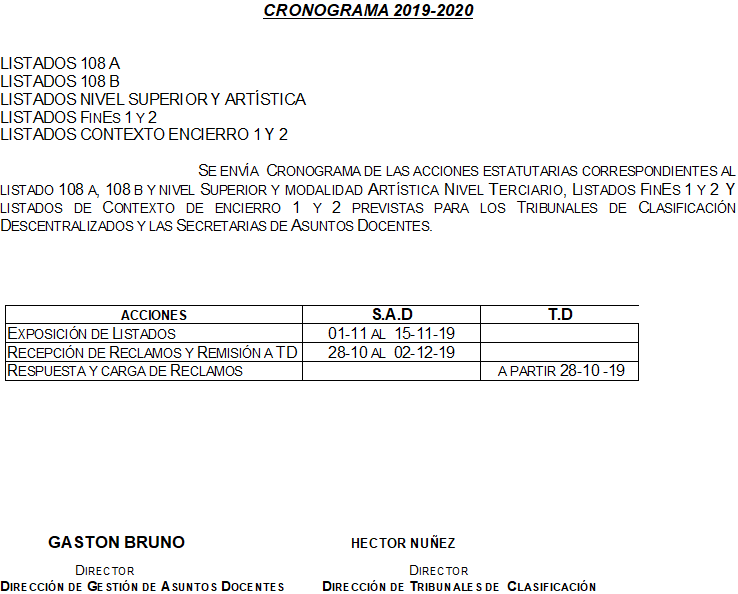 CRONOGRAMA 2019-2020
LISTADOS 108 A
LISTADOS 108 B
LISTADOS NIVEL SUPERIOR Y ARTÍSTICA
LISTADOS FINES 1 Y 2
LISTADOS CONTEXTO ENCIERRO 1 Y 2
SE ENVÍA CRONOGRAMA DE LAS ACCIONES ESTATUTARIAS CORRESPONDIENTES AL
LISTADO 108 A, 108 B Y NIVEL SUPERIOR Y MODALIDAD ARTÍSTICA NIVEL TERCIARIO, LISTADOS FINES 1 Y 2 Y
LISTADOS DE CONTEXTO DE ENCIERRO 1 Y 2 PREVISTAS PARA LOS TRIBUNALES DE CLASIFICACIÓN
DESCENTRALIZADOS Y LAS SECRETARIAS DE ASUNTOS DOCENTES.
ACCIONES S.A.D T.D
EXPOSICIÓN DE LISTADOS 01-11 AL 15-11-19
RECEPCIÓN DE RECLAMOS Y REMISIÓN A TD 28-10 AL 02-12-19
RESPUESTA Y CARGA DE RECLAMOS A PARTIR 28-10 -19
GASTON BRUNO HECTOR NUÑEZ
DIRECTOR DIRECTOR
DIRECCIÓN DE GESTIÓN DE ASUNTOS DOCENTES DIRECCIÓN DE TRIBUNALES DE CLASIFICACIÓN